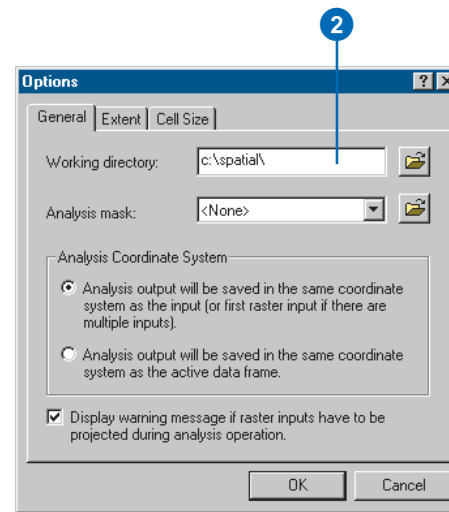 2
Options
General Extent Cell Size
Working directory: c:\spatial\
Analysis mask: <None>
Analysis Coordinate System
Analysis output will be saved in the same coordinate
system as the input (or first raster input if there are
multiple inputs).
Analysis output will be saved in the same coordinate
system as the active data frame.
Display warning message if raster inputs have to be
projected during analysis operation.
OK Cancel